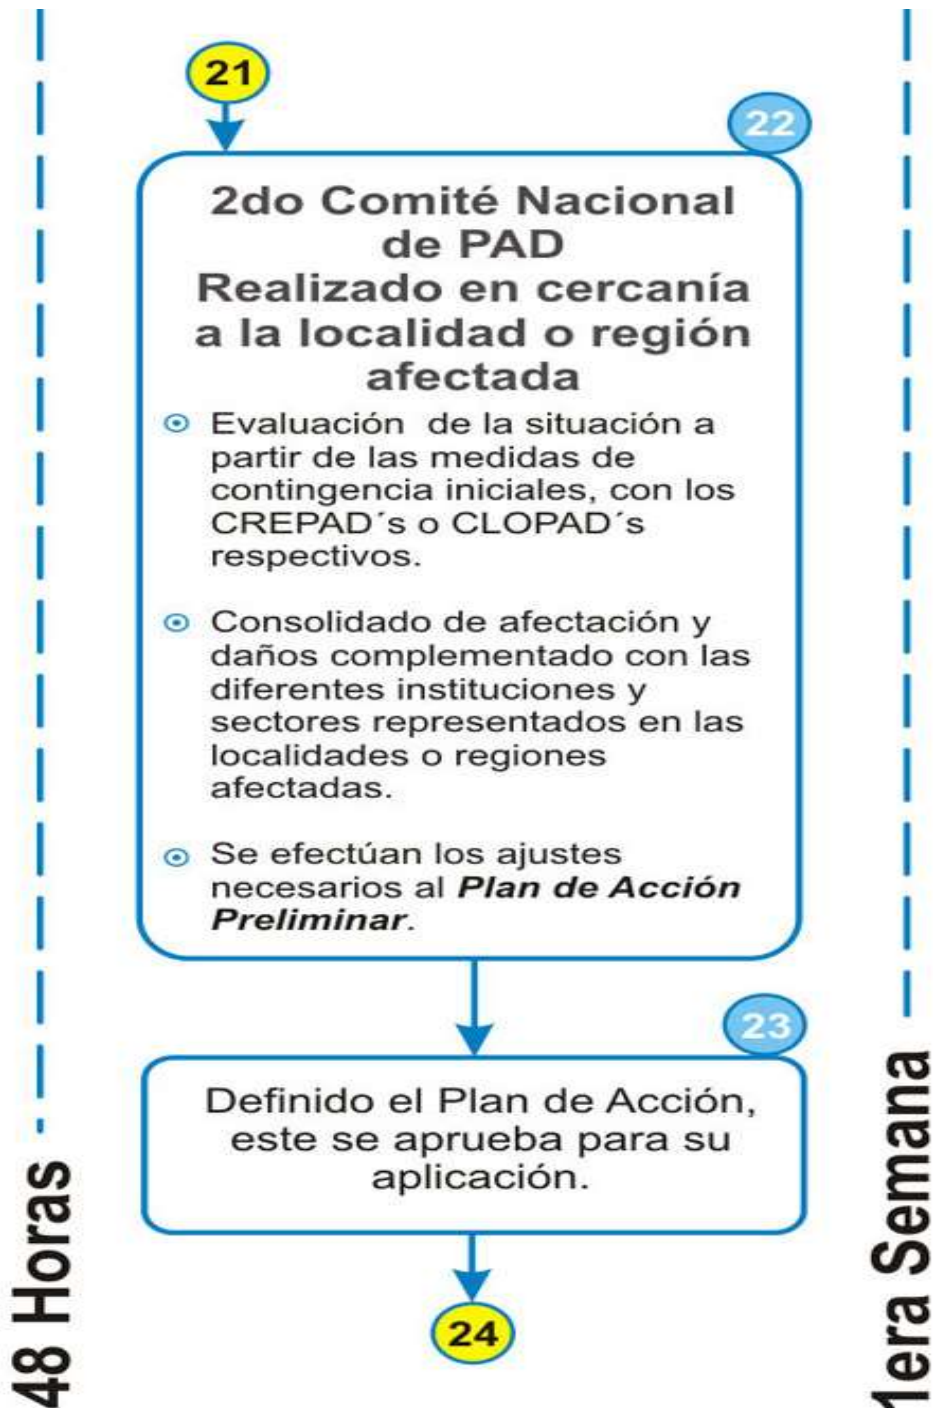 21
22
2do Comité Nacional
de PAD
Realizado en cercanía
a la localidad o región
afectada
Evaluación de la situación a
partir de las medidas de
contingencia iniciales, con los
CREPAD´s o CLOPAD´s
respectivos.
Consolidado de afectación y
daños complementado con las
diferentes instituciones y
sectores representados en las
localidades o regiones
afectadas.
Se efectúan los ajustes
necesarios al Plan de Acción
Preliminar.
23
Definido el Plan de Acción,
este se aprueba para su
aplicación.
24
48 Horas
1era Semana